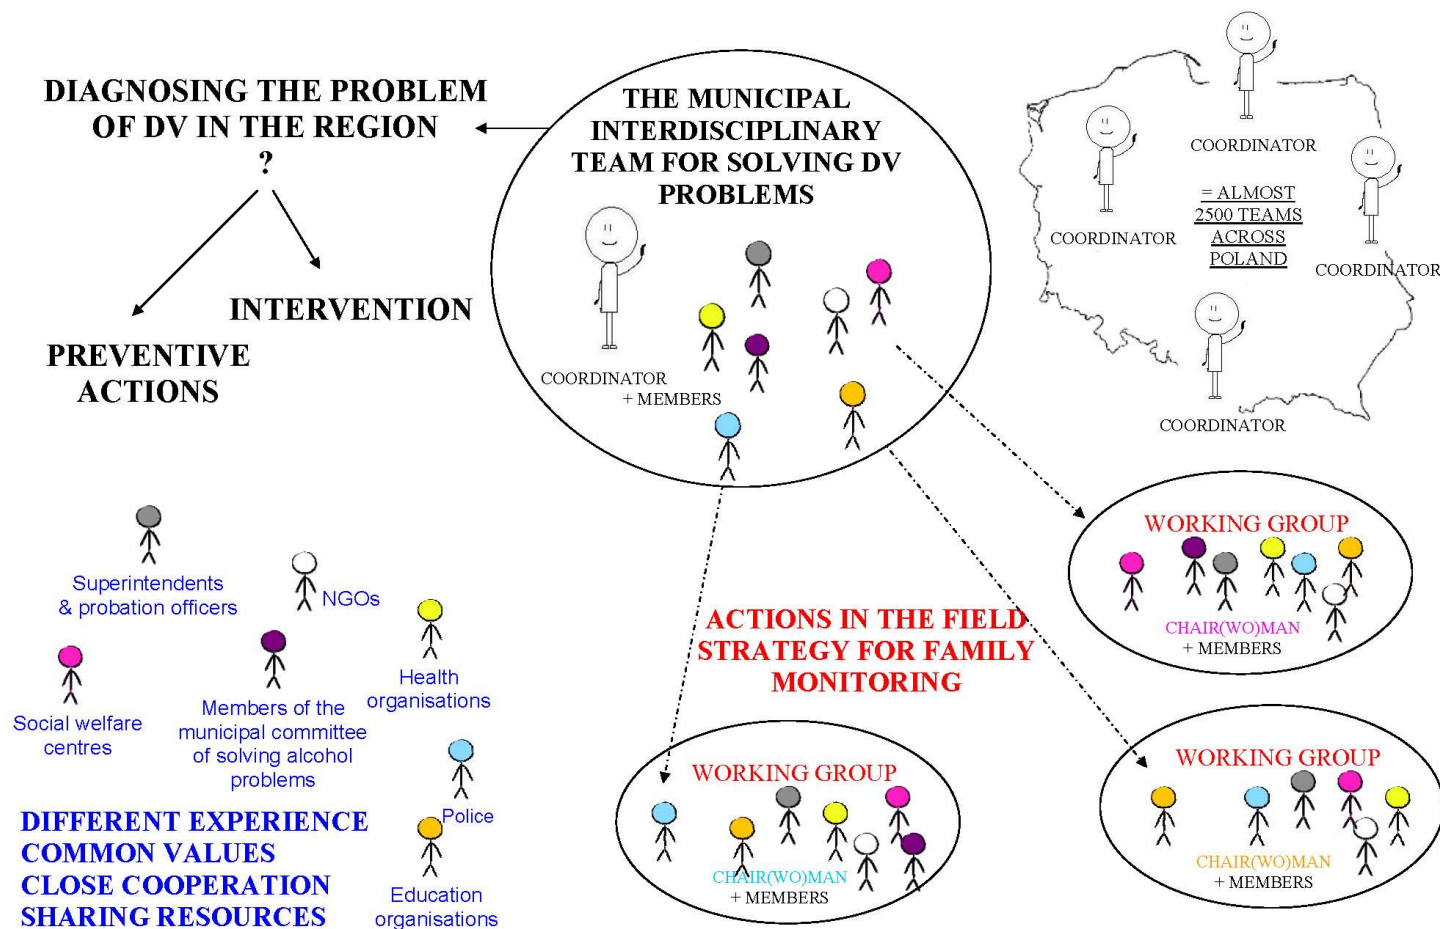 DIAGNOSING THE PROBLEM
OF DV IN THE REGION
?
INTERVENTION
PREVENTIVE
ACTIONS
THE MUNICIPAL
INTERDISCIPLINARY
TEAM FOR SOLVING DV
PROBLEMS
COORDINATOR
+ MEMBERS
COORDINATOR
COORDINATOR
= ALMOST
2500 TEAMS
ACROSS
POLAND
COORDINATOR
COORDINATOR
Superintendents
& probation officers
NGOs
Health
organisations
Social welfare
centres
Members of the
municipal committee
of solving alcohol
problems
Police
Education
organisations
DIFFERENT EXPERIENCE
COMMON VALUES
CLOSE COOPERATION
SHARING RESOURCES
ACTIONS IN THE FIELD
STRATEGY FOR FAMILY
MONITORING
WORKING GROUP
CHAIR(WO)MAN
+ MEMBERS
WORKING GROUP
CHAIR(WO)MAN
+ MEMBERS
WORKING GROUP
CHAIR(WO)MAN
+ MEMBERS